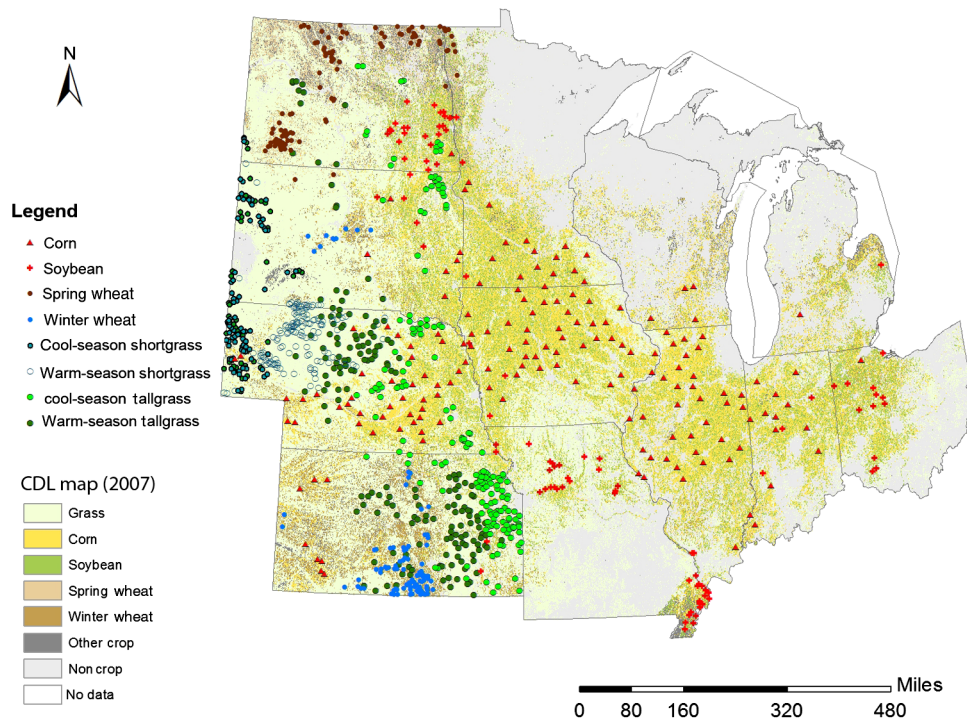 N
Legend
Corn
Soybean
Spring wheat
Winter wheat
Cool-season shortgrass
Warm-season shortgrass
cool-season tallgrass
Warm-season tallgrass
CDL map (2007)
Grass
Corn
Soybean
Spring wheat
Winter wheat
Other crop
Non crop
No data
Miles
0 80 160 320 480